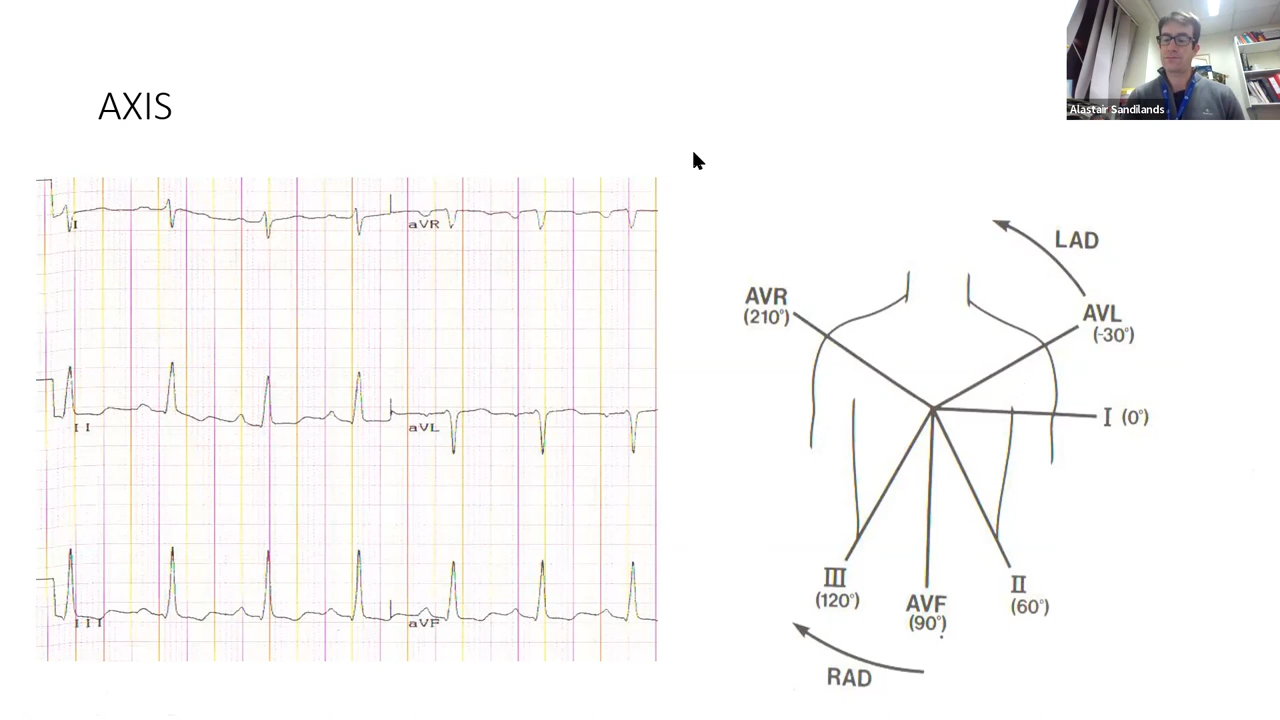 Alastair Sandilands
AXIS
I
aVR
II
aVL
III
aVF
LAD
AVR
(210°)
AVL
(-30°)
I (0°)
III
(120°)
AVF
(90°)
II
(60°)
RAD